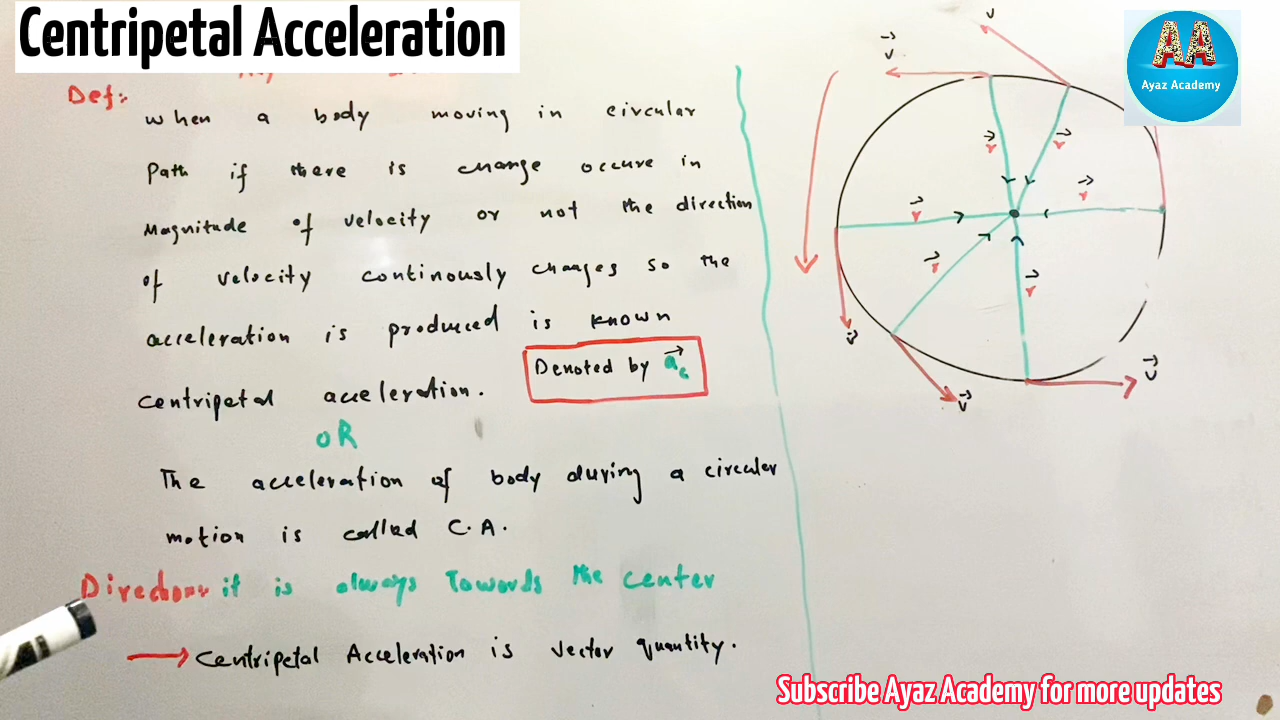 Centripetal Acceleration
Def:
When a body moving in circular
Path if there is change occure in
Magnitude of velocity or not the direction
of velocity continously changes so the
acceleration is produced is known
centripetal acceleration.
Denoted by a⃗c
OR
The acceleration of body during a circular
motion is called C.A.
Direction: it is always Towards the center
→ Centripetal Acceleration is vector quantity.
v
v⃗
r⃗
r⃗
r⃗
r⃗
r⃗
r⃗
v⃗
v⃗
v⃗
AA
Ayaz Academy
Subscribe Ayaz Academy for more updates